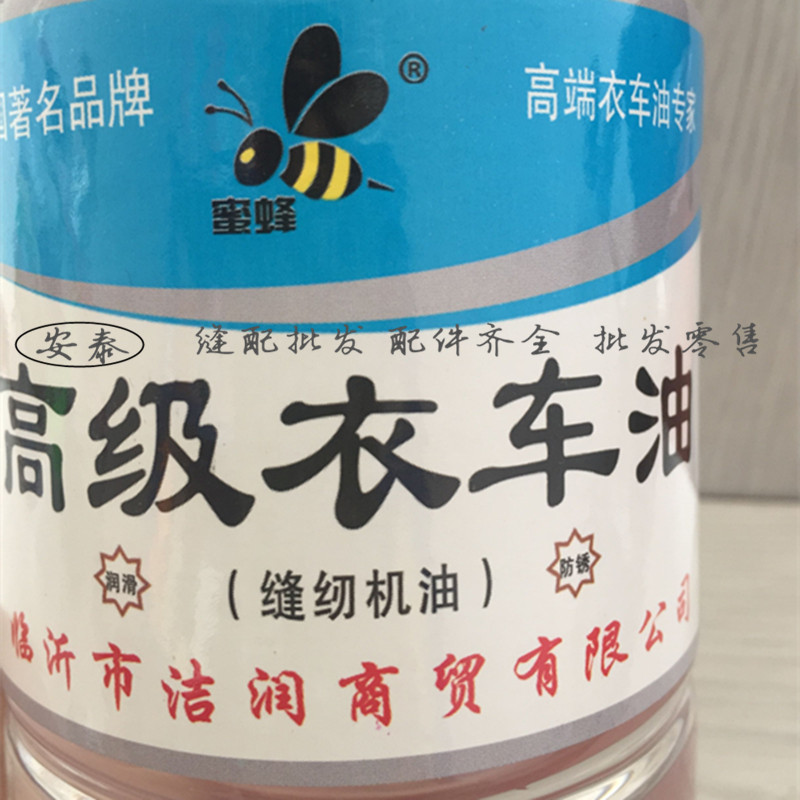 国著名品牌
®
高端衣车油专家
蜜蜂
安泰 缝配批发 配件齐全 批发零售
高级衣车油
润滑
防锈
(缝纫机油)
临沂市洁润商贸有限公司